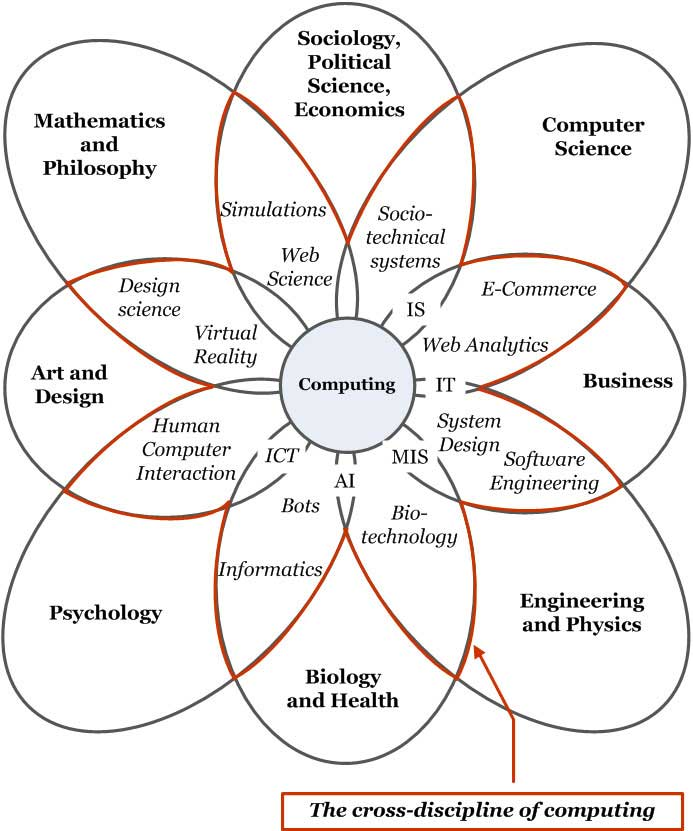 Sociology,
Political
Science,
Economics
Mathematics
and
Philosophy
Computer
Science
Simulations
Socio-
technical
systems
Web
Science
Design
science
E-Commerce
IS
Virtual
Reality
Web Analytics
Art and
Design
Computing
IT
Business
Human
Computer
Interaction
ICT
MIS
System
Design
Software
Engineering
AI
Bots
Bio-
technology
Informatics
Psychology
Engineering
and Physics
Biology
and Health
The cross-discipline of computing